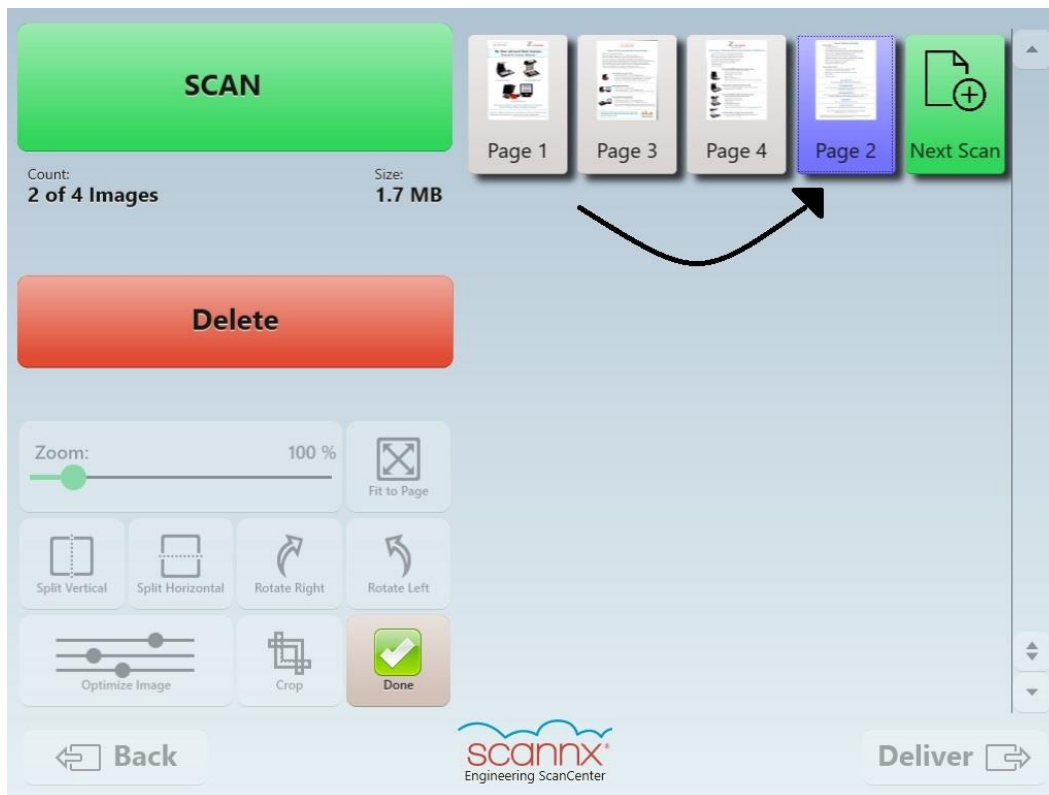 SCAN
Count:
2 of 4 Images
Size:
1.7 MB
Delete
Zoom:
100 %
Fit to Page
Split Vertical
Split Horizontal
Rotate Right
Rotate Left
Optimize Image
Crop
Done
Page 1
Page 3
Page 4
Page 2
Next Scan
Back
scannx
Engineering ScanCenter
Deliver